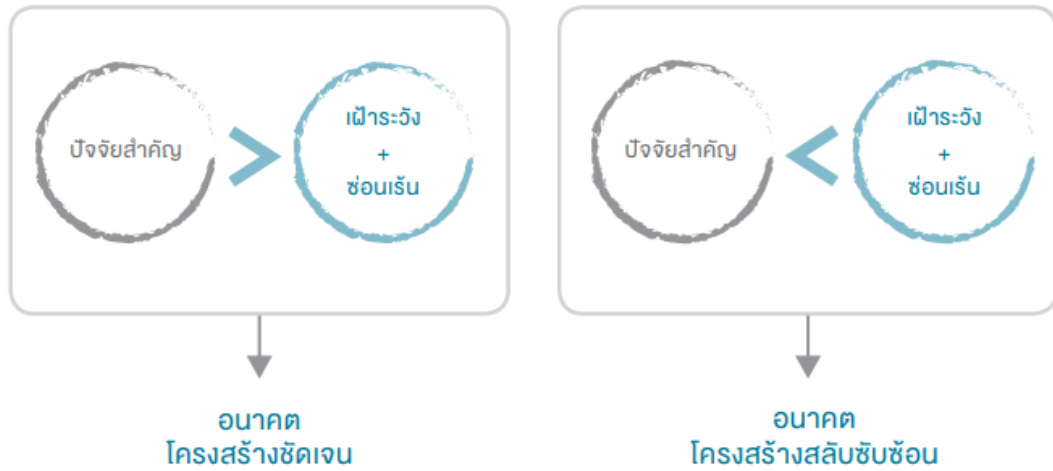 ปัจจัยสำคัญ
>
เฝ้าระวัง
+
ซ่อนเร้น
ปัจจัยสำคัญ
<
เฝ้าระวัง
+
ซ่อนเร้น
อนาคต
โครงสร้างชัดเจน
อนาคต
โครงสร้างสลับซับซ้อน